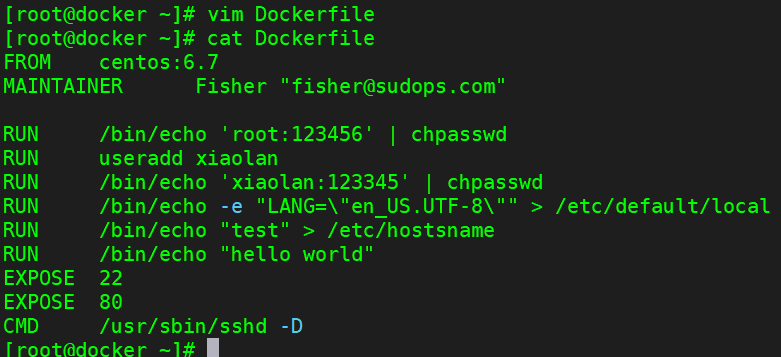 [root@docker ~]# vim Dockerfile
[root@docker ~]# cat Dockerfile
FROM    centos:6.7
MAINTAINER      Fisher "fisher@sudops.com"

RUN     /bin/echo 'root:123456' | chpasswd
RUN     useradd xiaolan
RUN     /bin/echo 'xiaolan:123345' | chpasswd
RUN     /bin/echo -e "LANG=\"en_US.UTF-8\"" > /etc/default/local
RUN     /bin/echo "test" > /etc/hostsname
RUN     /bin/echo "hello world"
EXPOSE  22
EXPOSE  80
CMD     /usr/sbin/sshd -D
[root@docker ~]#